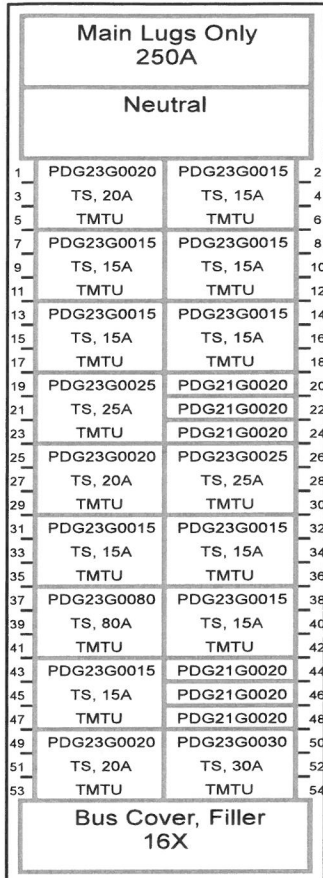 Main Lugs Only
250A
Neutral
1 PDG23G0020 PDG23G0015 2
3 TS, 20A TS, 15A 4
5 TMTU TMTU 6
7 PDG23G0015 PDG23G0015 8
9 TS, 15A TS, 15A 10
11 TMTU TMTU 12
13 PDG23G0015 PDG23G0015 14
15 TS, 15A TS, 15A 16
17 TMTU TMTU 18
19 PDG23G0025 PDG21G0020 20
21 TS, 25A PDG21G0020 22
23 TMTU PDG21G0020 24
25 PDG23G0020 PDG23G0025 26
27 TS, 20A TS, 25A 28
29 TMTU TMTU 30
31 PDG23G0015 PDG23G0015 32
33 TS, 15A TS, 15A 34
35 TMTU TMTU 36
37 PDG23G0080 PDG23G0015 38
39 TS, 80A TS, 15A 40
41 TMTU TMTU 42
43 PDG23G0015 PDG21G0020 44
45 TS, 15A PDG21G0020 46
47 TMTU PDG21G0020 48
49 PDG23G0020 PDG23G0030 50
51 TS, 20A TS, 30A 52
53 TMTU TMTU 54
Bus Cover, Filler
16X